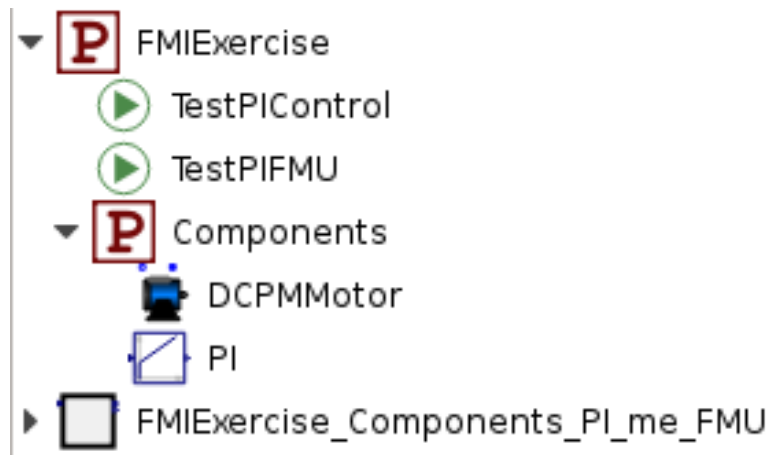 P FMIExercise
TestPIControl
TestPIFMU
P Components
DCPMMotor
PI
FMIExercise_Components_PI_me_FMU